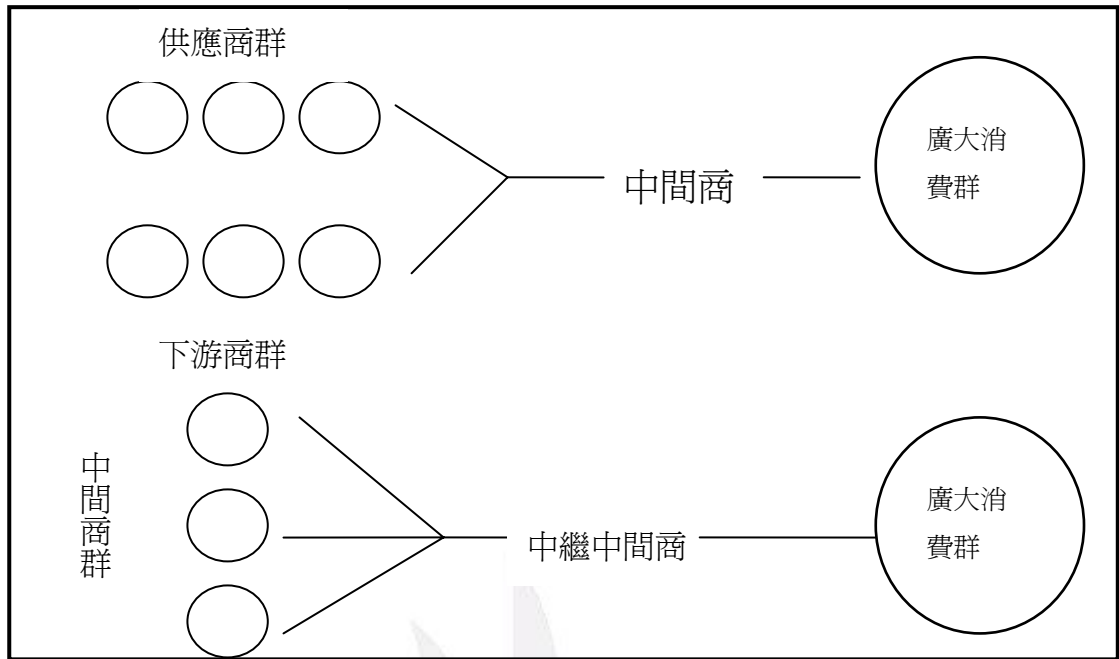 供應商群
中間商
廣大消
費群
下游商群
中間商群
中繼中間商
廣大消
費群